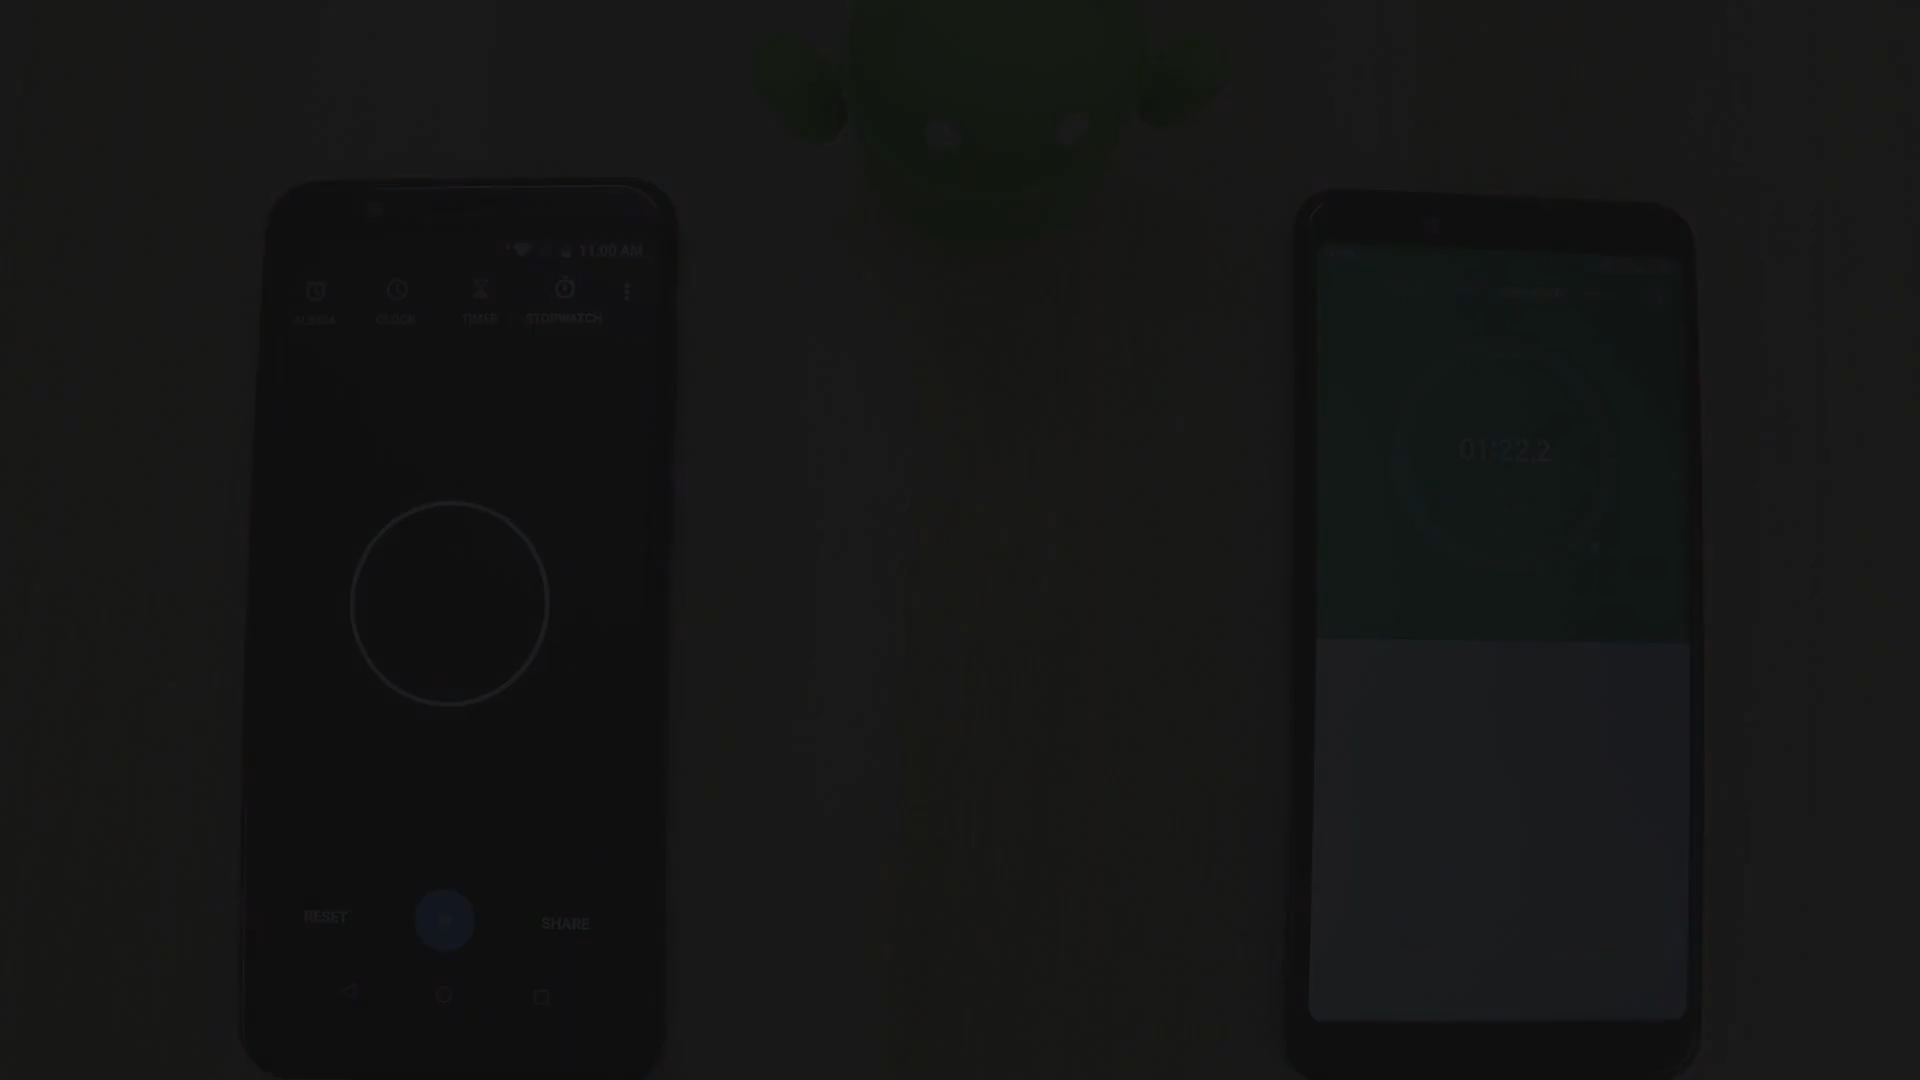 11:00 AM
ALARM CLOCK TIMER STOPWATCH
RESET SHARE
01:22.2